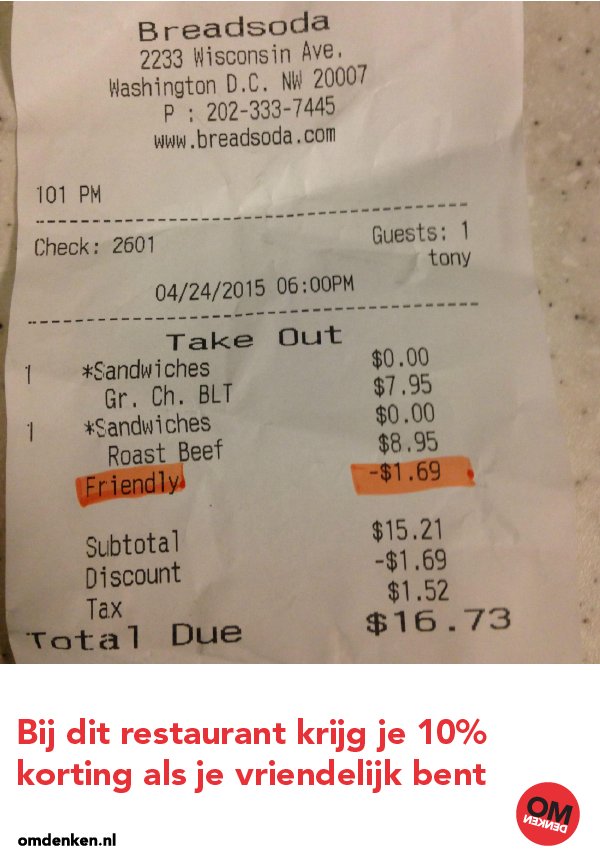 Breadsoda
2233 Wisconsin Ave.
Washington D.C. NW 20007
P : 202-333-7445
www.breadsoda.com
101 PM
Check: 2601 Guests: 1
tony
04/24/2015 06:00PM
Take Out
1 *Sandwiches $0.00
Gr. Ch. BLT $7.95
1 *Sandwiches $0.00
Roast Beef $8.95
Friendly -$1.69
Subtotal $15.21
Discount -$1.69
Tax $1.52
Total Due $16.73
Bij dit restaurant krijg je 10%
korting als je vriendelijk bent
omdenken.nl
OM
DENKEN